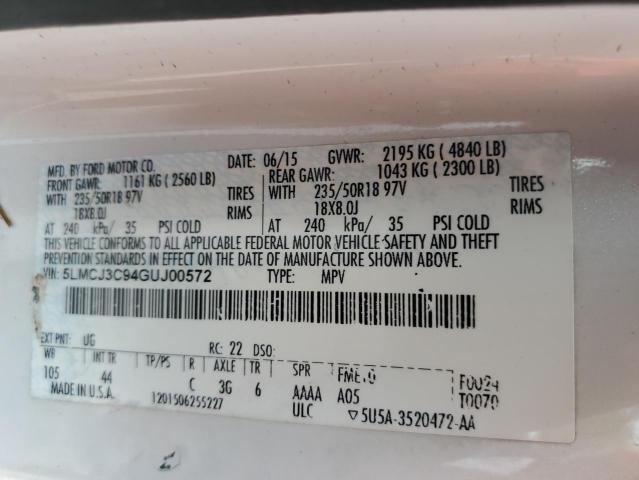 MFD. BY FORD MOTOR CO. DATE: 06/15 GVWR: 2195 KG ( 4840 LB)
FRONT GAWR: 1161 KG ( 2560 LB) REAR GAWR: 1043 KG ( 2300 LB)
WITH 235/50R18 97V TIRES WITH 235/50R18 97V TIRES
18X8.0J RIMS 18X8.0J RIMS
AT 240 kPa/ 35 PSI COLD AT 240 kPa/ 35 PSI COLD
THIS VEHICLE CONFORMS TO ALL APPLICABLE FEDERAL MOTOR VEHICLE SAFETY AND THEFT
PREVENTION STANDARDS IN EFFECT ON THE DATE OF MANUFACTURE SHOWN ABOVE.
VIN: 5LMCJ3C94GUJ00572 TYPE: MPV
EXT PNT: UG RC: 22 DSO:
WB INT TR TP/PS R AXLE TR SPR
105 44 C 3G 6 AAAA A05
F0024
T0070
MADE IN U.S.A. 1201506255227 ULC ▽5U5A-3520472-AA